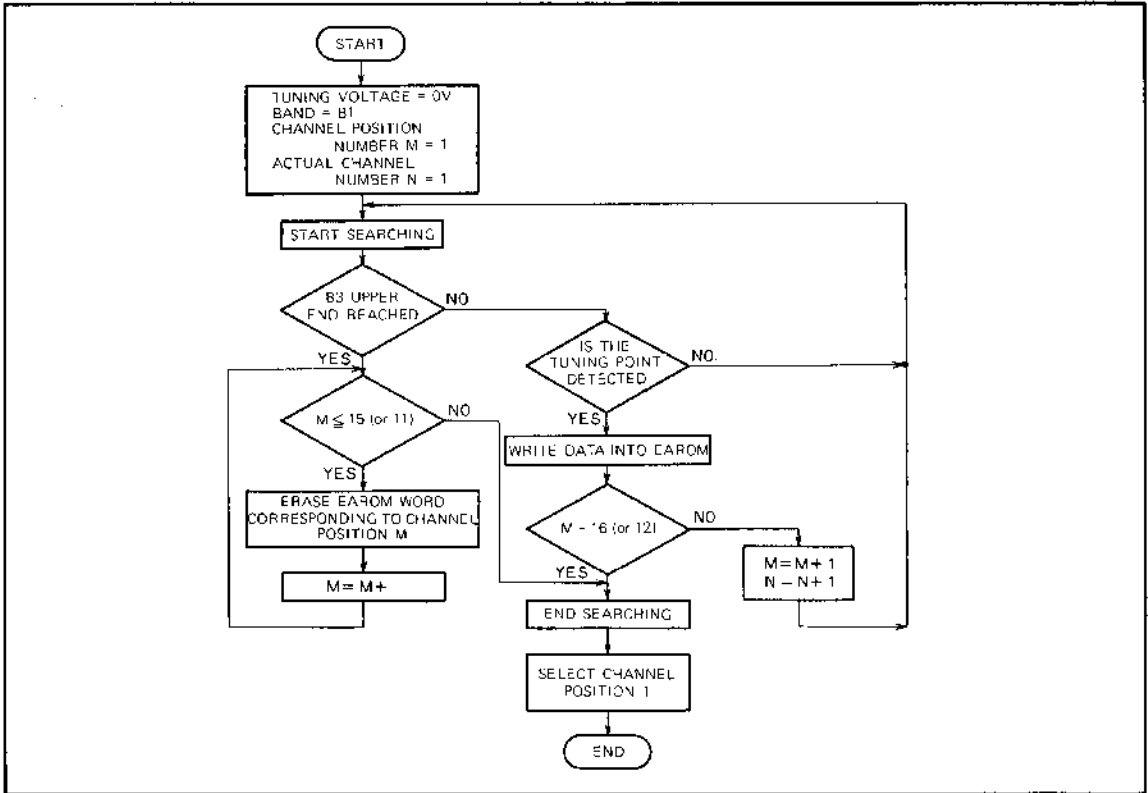 START
TUNING VOLTAGE = 0V
BAND = B1
CHANNEL POSITION
NUMBER M = 1
ACTUAL CHANNEL
NUMBER N = 1
START SEARCHING
B3 UPPER
END REACHED
NO
YES
IS THE
TUNING POINT
DETECTED
NO.
YES
M ≦ 15 (or 11)
NO
YES
WRITE DATA INTO EAROM
ERASE EAROM WORD
CORRESPONDING TO CHANNEL
POSITION M
M = M +
M - 16 (or 12)
NO
YES
M = M + 1
N - N + 1
END SEARCHING
SELECT CHANNEL
POSITION 1
END